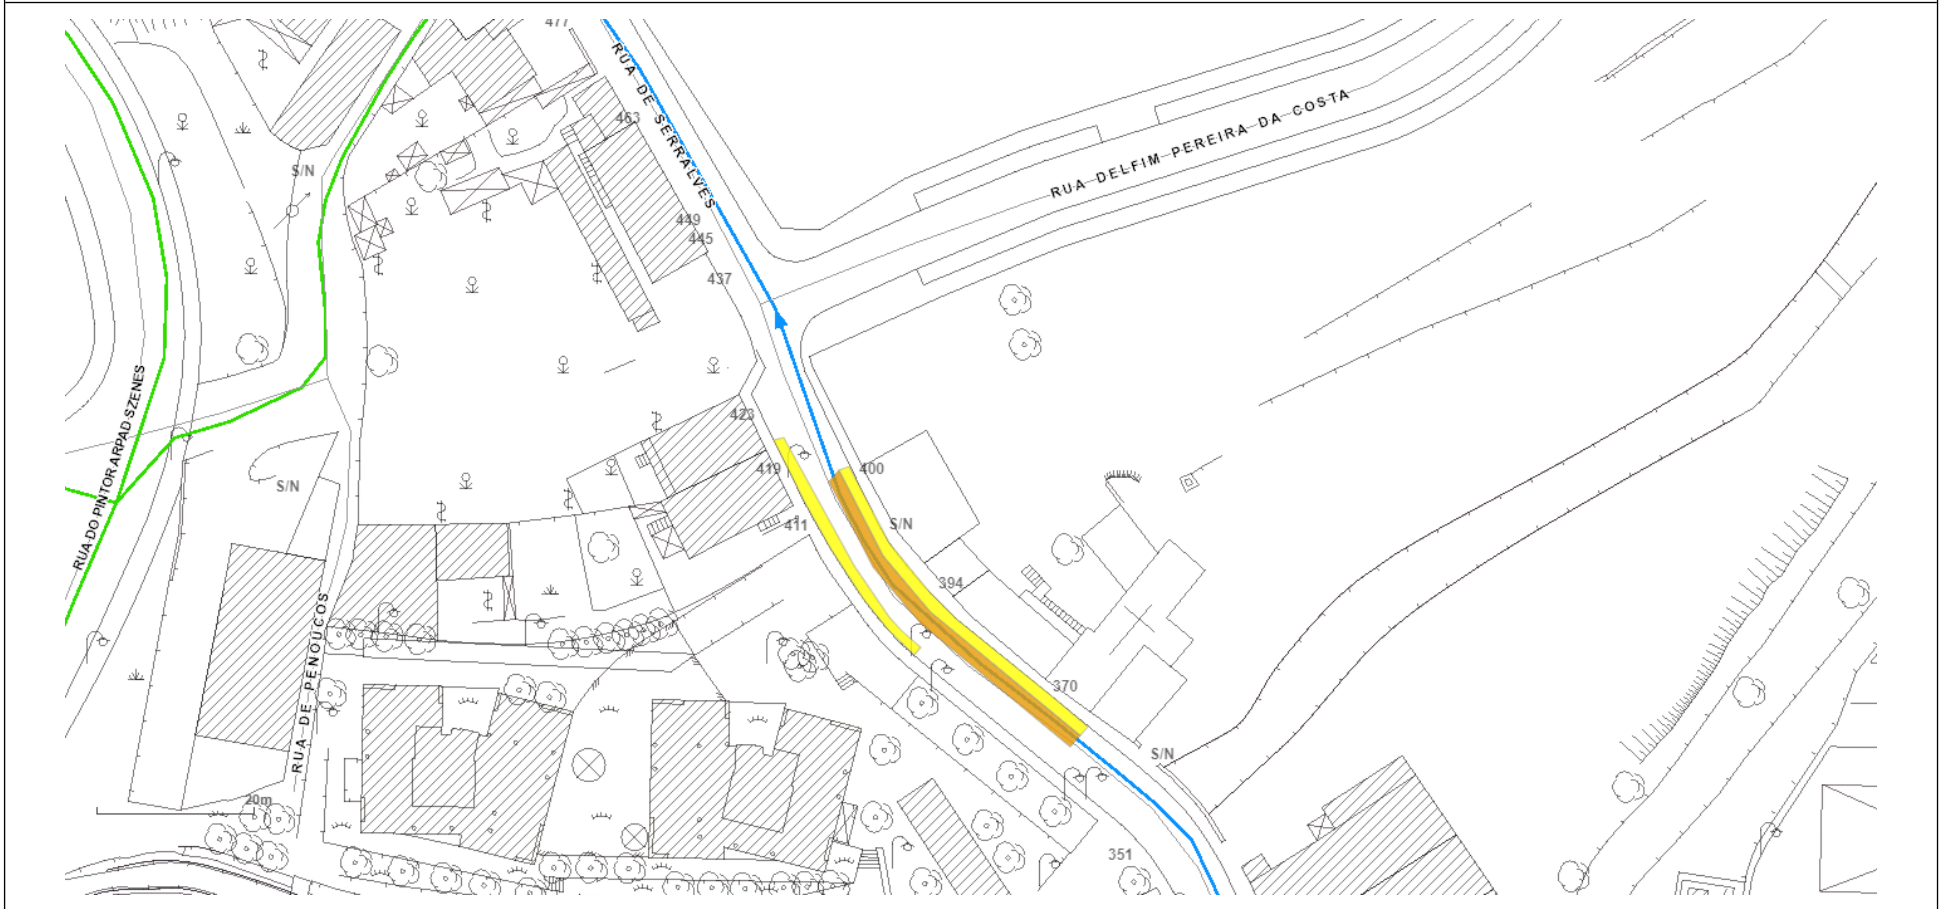 477
RUA DE SERRALVES
463
RUA DELFIM PEREIRA DA COSTA
S/N
449
445
437
RUA DO PINTOR ARPAD SZENES
423
419
400
S/N
411
S/N
394
RUA DE PENOUCOS
370
S/N
20m
351